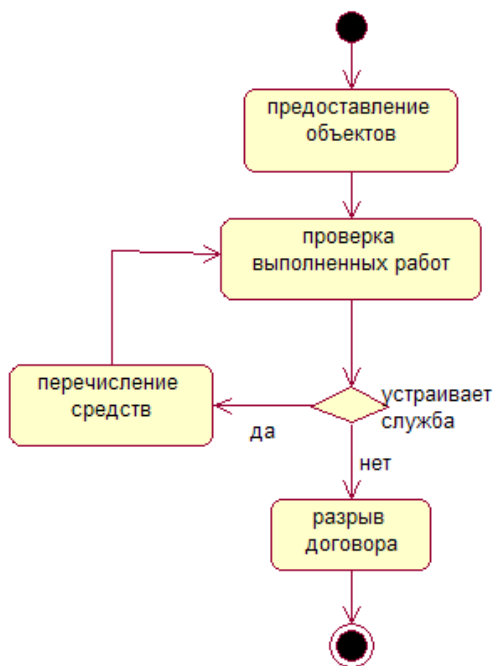 предоставление
объектов
проверка
выполненных работ
перечисление
средств
устраивает
служба
да
нет
разрыв
договора